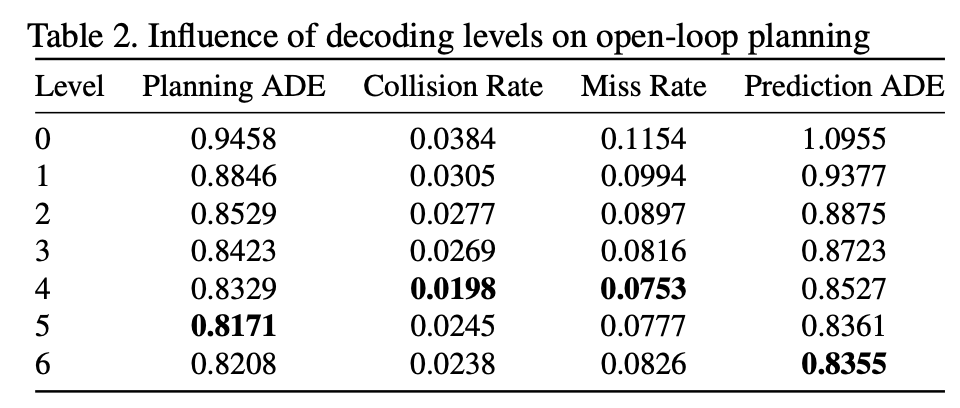 Table 2. Influence of decoding levels on open-loop planning
Level Planning ADE Collision Rate Miss Rate Prediction ADE
0 0.9458 0.0384 0.1154 1.0955
1 0.8846 0.0305 0.0994 0.9377
2 0.8529 0.0277 0.0897 0.8875
3 0.8423 0.0269 0.0816 0.8723
4 0.8329 0.0198 0.0753 0.8527
5 0.8171 0.0245 0.0777 0.8361
6 0.8208 0.0238 0.0826 0.8355